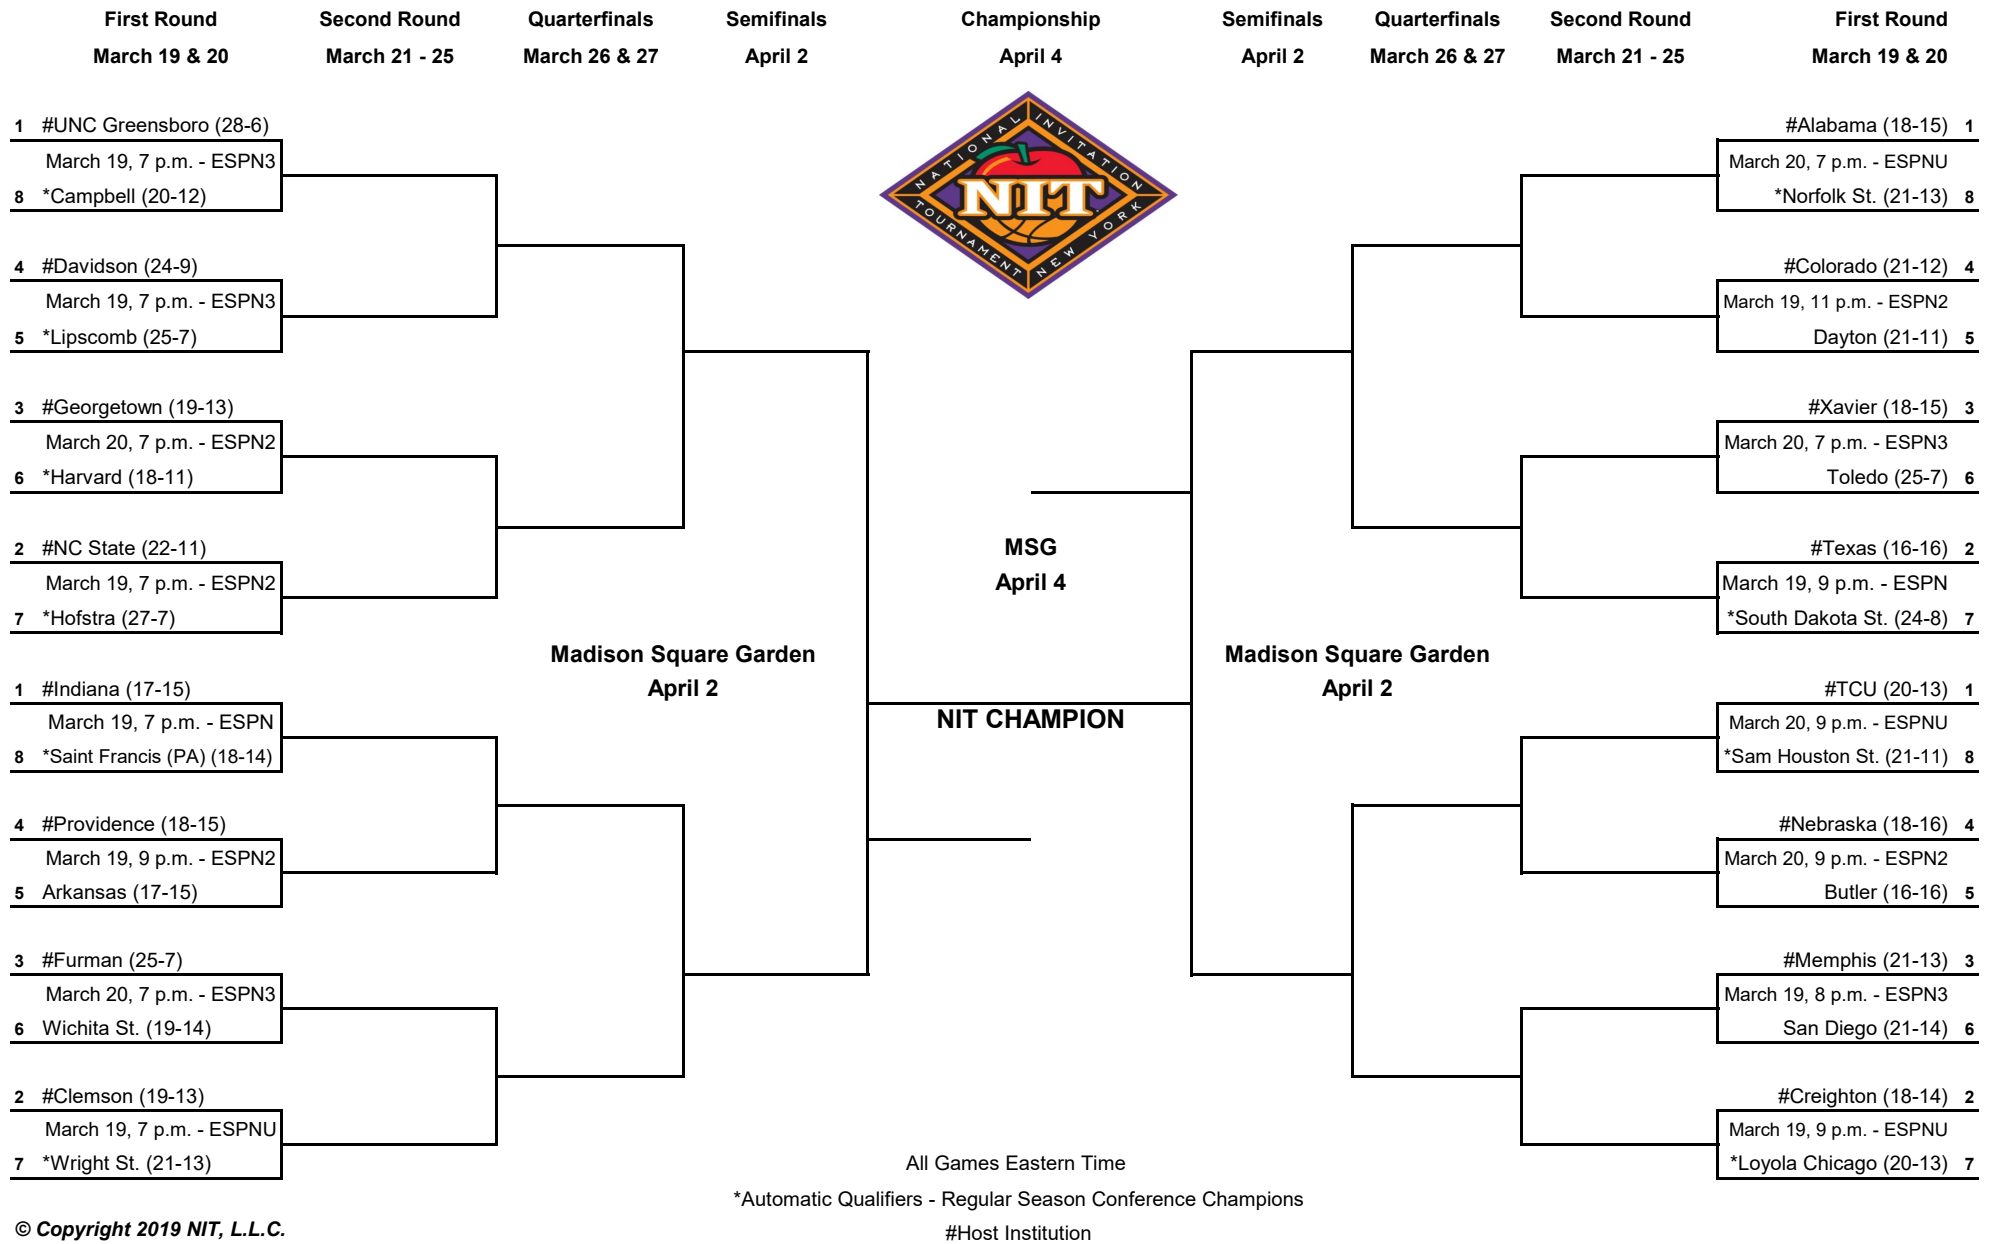 First Round
Second Round
Quarterfinals
Semifinals
Championship
Semifinals
Quarterfinals
Second Round
First Round
March 19 & 20
March 21 - 25
March 26 & 27
April 2
April 4
April 2
March 26 & 27
March 21 - 25
March 19 & 20
NATIONAL INVITATION
NIT
TOURNAMENT NEW YORK
1 #UNC Greensboro (28-6)
March 19, 7 p.m. - ESPN3
8 *Campbell (20-12)
4 #Davidson (24-9)
March 19, 7 p.m. - ESPN3
5 *Lipscomb (25-7)
3 #Georgetown (19-13)
March 20, 7 p.m. - ESPN2
6 *Harvard (18-11)
2 #NC State (22-11)
March 19, 7 p.m. - ESPN2
7 *Hofstra (27-7)
1 #Indiana (17-15)
March 19, 7 p.m. - ESPN
8 *Saint Francis (PA) (18-14)
4 #Providence (18-15)
March 19, 9 p.m. - ESPN2
5 Arkansas (17-15)
3 #Furman (25-7)
March 20, 7 p.m. - ESPN3
6 Wichita St. (19-14)
2 #Clemson (19-13)
March 19, 7 p.m. - ESPNU
7 *Wright St. (21-13)
Madison Square Garden
April 2
MSG
April 4
NIT CHAMPION
Madison Square Garden
April 2
#Alabama (18-15) 1
March 20, 7 p.m. - ESPNU
*Norfolk St. (21-13) 8
#Colorado (21-12) 4
March 19, 11 p.m. - ESPN2
Dayton (21-11) 5
#Xavier (18-15) 3
March 20, 7 p.m. - ESPN3
Toledo (25-7) 6
#Texas (16-16) 2
March 19, 9 p.m. - ESPN
*South Dakota St. (24-8) 7
#TCU (20-13) 1
March 20, 9 p.m. - ESPNU
*Sam Houston St. (21-11) 8
#Nebraska (18-16) 4
March 20, 9 p.m. - ESPN2
Butler (16-16) 5
#Memphis (21-13) 3
March 19, 8 p.m. - ESPN3
San Diego (21-14) 6
#Creighton (18-14) 2
March 19, 9 p.m. - ESPNU
*Loyola Chicago (20-13) 7
All Games Eastern Time
*Automatic Qualifiers - Regular Season Conference Champions
#Host Institution
© Copyright 2019 NIT, L.L.C.